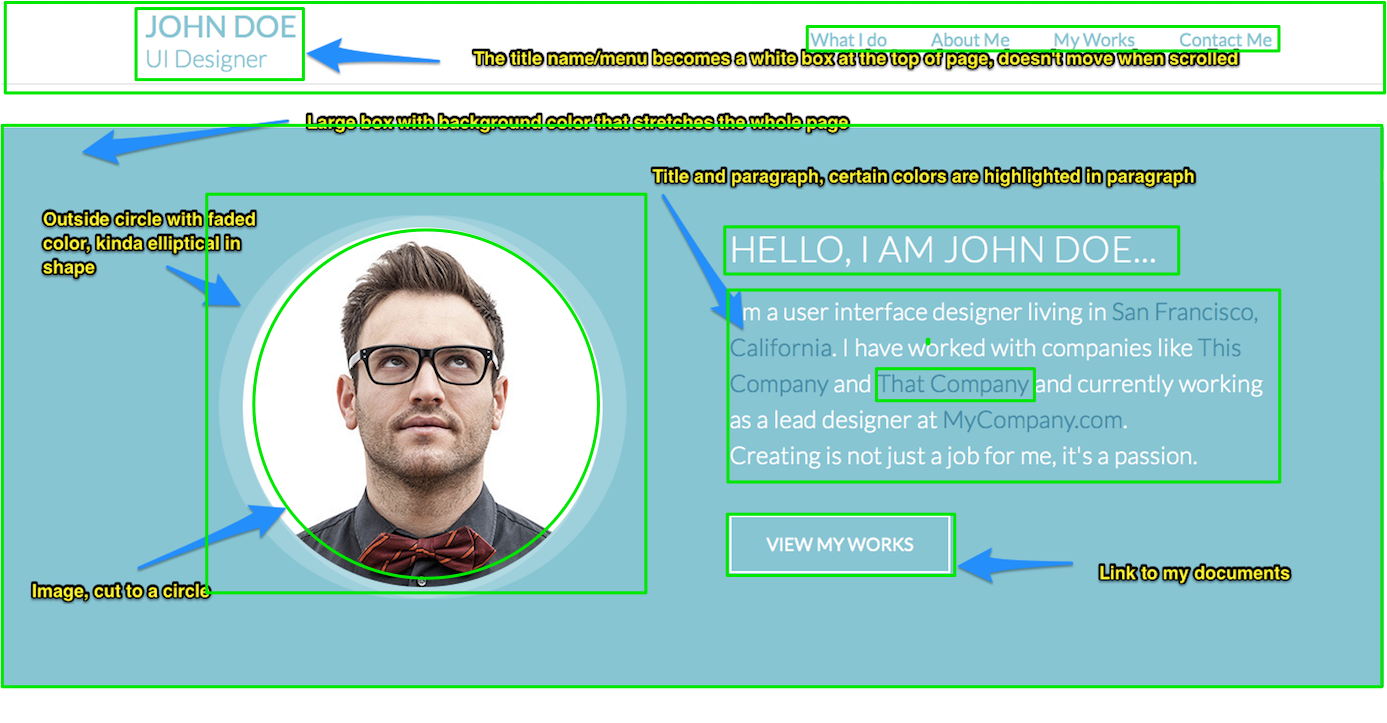 JOHN DOE
UI Designer
What I do About Me My Works Contact Me
The title name/menu becomes a white box at the top of page, doesn't move when scrolled
Large box with background color that stretches the whole page
Title and paragraph, certain colors are highlighted in paragraph
Outside circle with faded
color, kinda elliptical in
shape
HELLO, I AM JOHN DOE...
I'm a user interface designer living in San Francisco,
California. I have worked with companies like This
Company and That Company and currently working
as a lead designer at MyCompany.com.
Creating is not just a job for me, it's a passion.
VIEW MY WORKS
Link to my documents
Image, cut to a circle